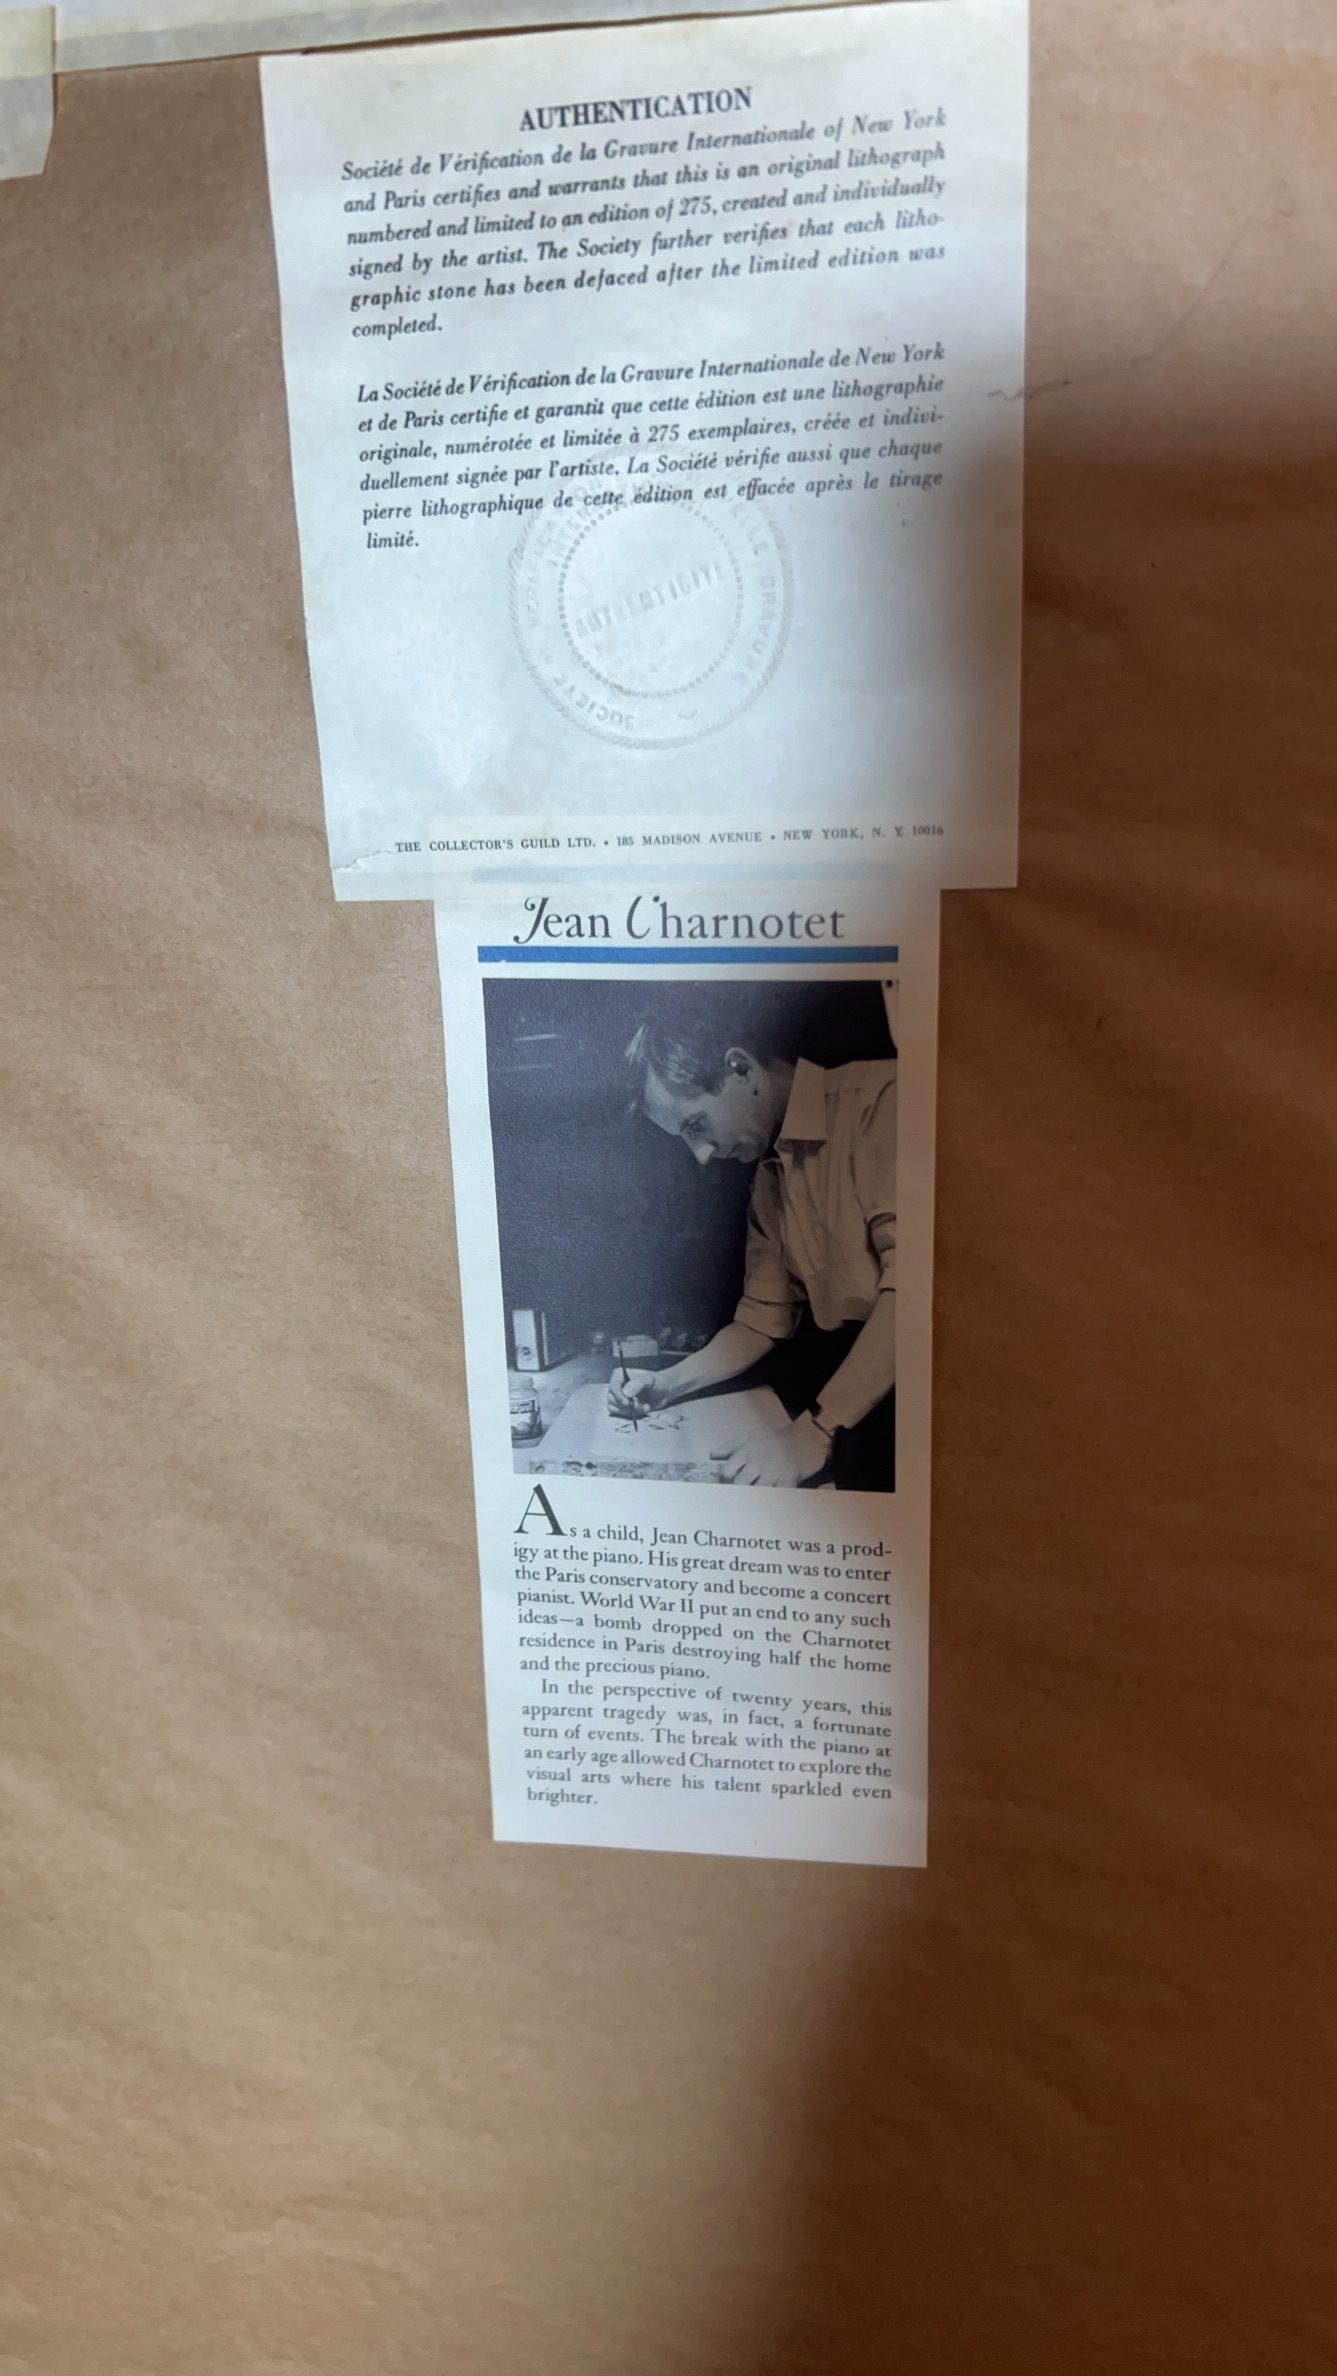 AUTHENTICATION
Société de Vérification de la Gravure Internationale of New York
and Paris certifies and warrants that this is an original lithograph
numbered and limited to an edition of 275, created and individually
signed by the artist. The Society further verifies that each litho-
graphic stone has been defaced after the limited edition was
completed.
La Société de Vérification de la Gravure Internationale de New York
et de Paris certifie et garantit que cette édition est une lithographie
originale, numérotée et limitée à 275 exemplaires, créée et indivi-
duellement signée par l'artiste. La Société vérifie aussi que chaque
pierre lithographique de cette édition est effacée après le tirage
limité.
AUTHENTICITE
SOCIETE
GRAVURE
THE COLLECTOR'S GUILD LTD. • 185 MADISON AVENUE • NEW YORK, N. Y. 10016
Jean Charnotet
As a child, Jean Charnotet was a prod-
igy at the piano. His great dream was to enter
the Paris conservatory and become a concert
pianist. World War II put an end to any such
ideas—a bomb dropped on the Charnotet
residence in Paris destroying half the home
and the precious piano.
In the perspective of twenty years, this
apparent tragedy was, in fact, a fortunate
turn of events. The break with the piano at
an early age allowed Charnotet to explore the
visual arts where his talent sparkled even
brighter.